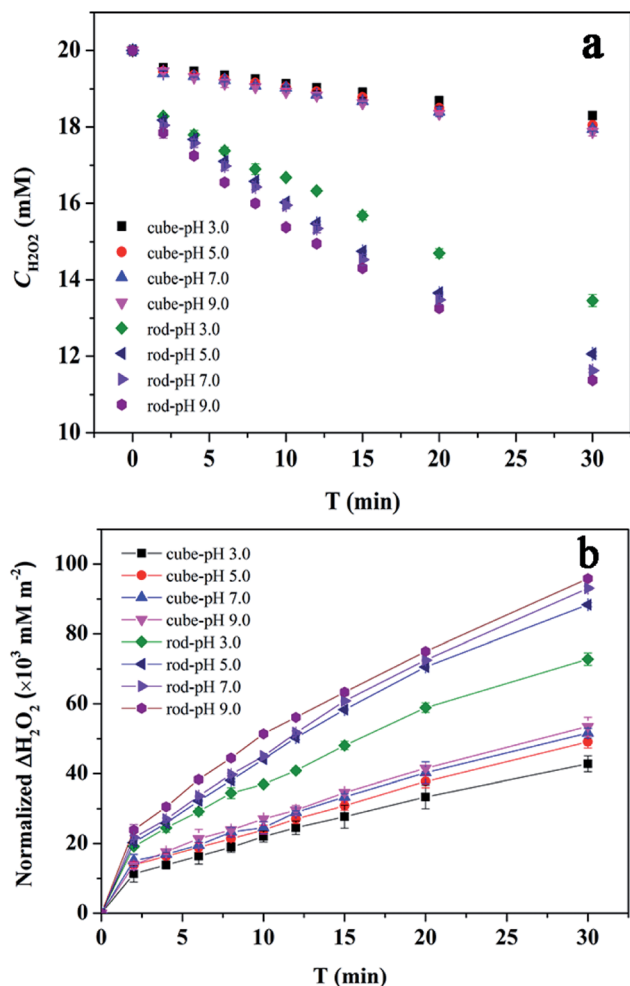 a
20
18
16
14
12
10
C_H2O2 (mM)
cube-pH 3.0
cube-pH 5.0
cube-pH 7.0
cube-pH 9.0
rod-pH 3.0
rod-pH 5.0
rod-pH 7.0
rod-pH 9.0
0 5 10 15 20 25 30
T (min)
b
100
80
60
40
20
0
Normalized ΔH₂O₂ (×10³ mM m⁻²)
cube-pH 3.0
cube-pH 5.0
cube-pH 7.0
cube-pH 9.0
rod-pH 3.0
rod-pH 5.0
rod-pH 7.0
rod-pH 9.0
0 5 10 15 20 25 30
T (min)